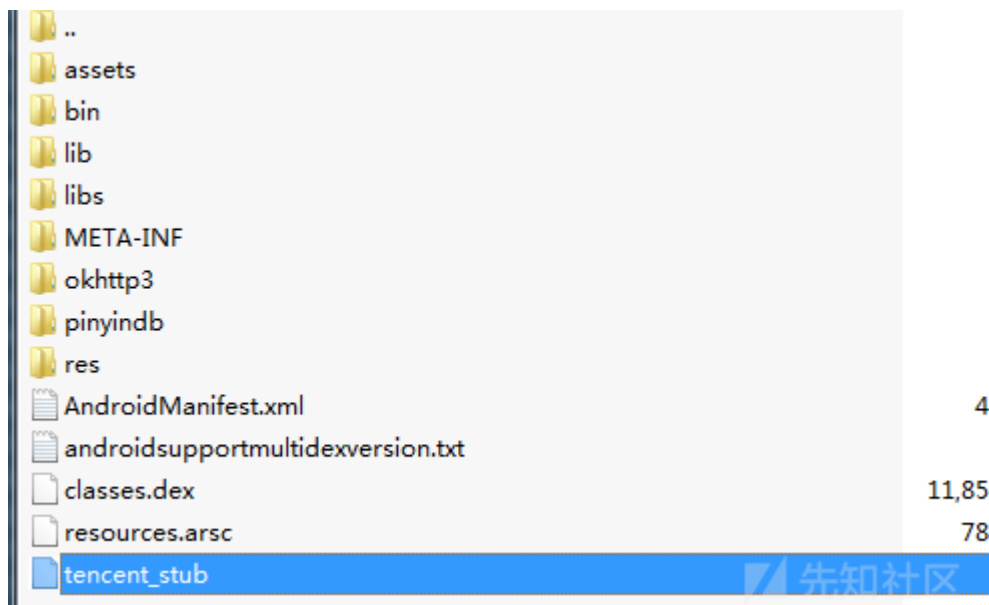 ..
assets
bin
lib
libs
META-INF
okhttp3
pinyindb
res
AndroidManifest.xml 4
androidsupportmultidexversion.txt
classes.dex 11,85
resources.arsc 78
tencent_stub
先知社区